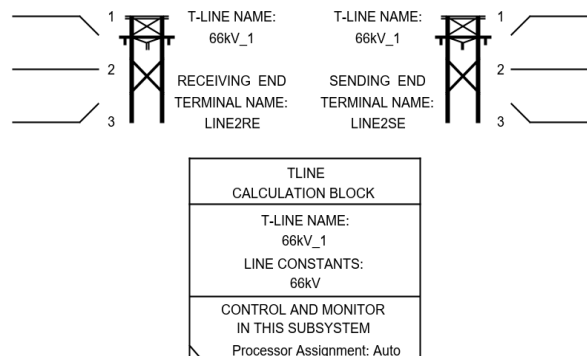 1
T-LINE NAME:
66kV_1
2
RECEIVING END
TERMINAL NAME:
LINE2RE
3
T-LINE NAME:
66kV_1
1
SENDING END
TERMINAL NAME:
LINE2SE
2
3
TLINE
CALCULATION BLOCK
T-LINE NAME:
66kV_1
LINE CONSTANTS:
66kV
CONTROL AND MONITOR
IN THIS SUBSYSTEM
Processor Assignment: Auto